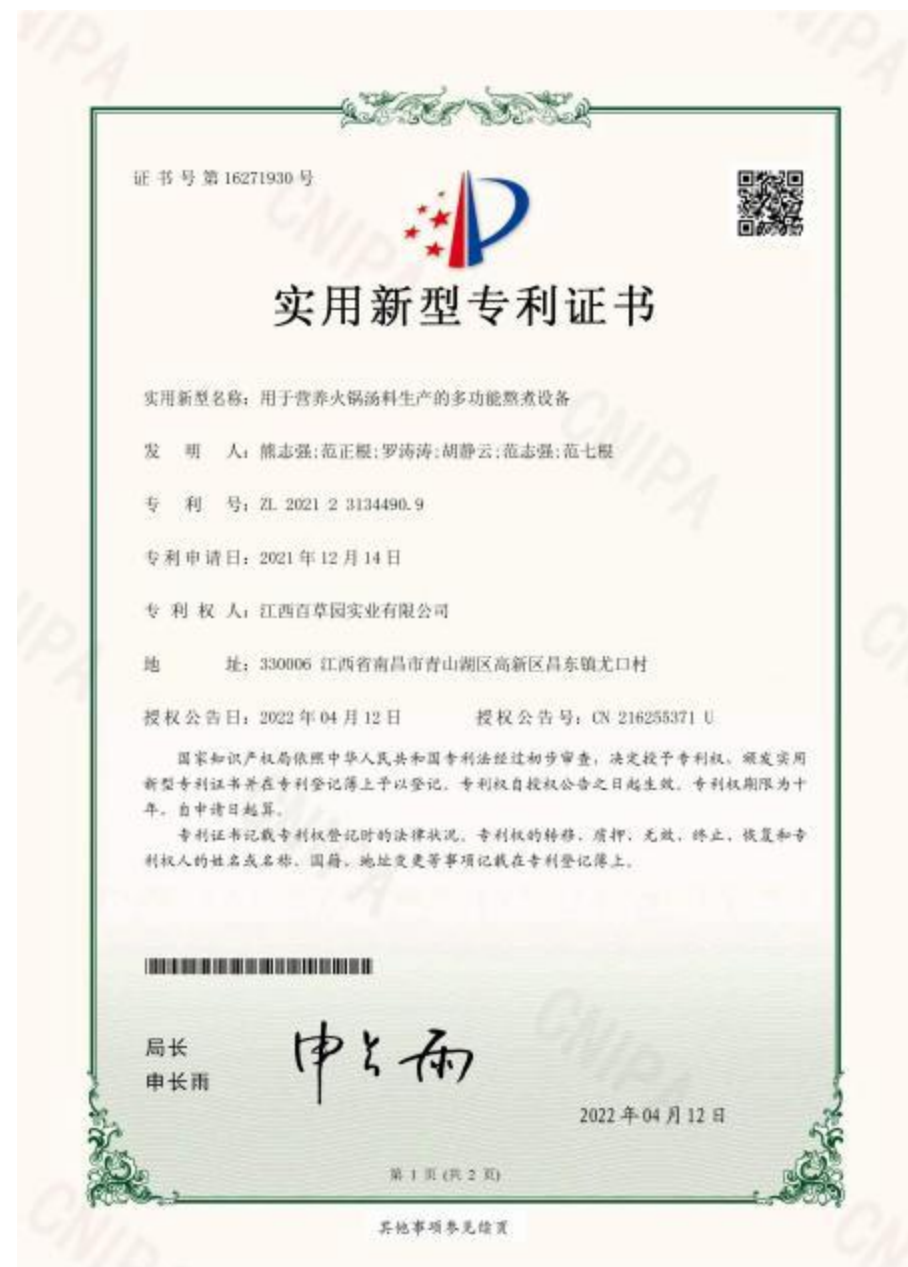 证书号第16271930号
实用新型专利证书
实用新型名称：用于营养火锅汤料生产的多功能熬煮设备
发 明 人：熊志强;范正根;罗涛涛;胡静云;范志强;范七根
专 利 号：ZL 2021 2 3134490.9
专利申请日：2021年12月14日
专 利 权 人：江西百草园实业有限公司
地 址：330006 江西省南昌市青山湖区高新区昌东镇尤口村
授权公告日：2022年04月12日 授权公告号：CN 216255371 U
国家知识产权局依照中华人民共和国专利法经过初步审查，决定授予专利权，颁发实用
新型专利证书并在专利登记簿上予以登记。专利权自授权公告之日起生效。专利权期限为十
年，自申请日起算。
专利证书记载专利权登记时的法律状况。专利权的转移、质押、无效、终止、恢复和专
利权人的姓名或名称、国籍、地址变更等事项记载在专利登记簿上。
局长
申长雨
申长雨
2022年04月12日
第 1 页 (共 2 页)
其他事项参见续页
CNIPA
CNIPA
CNIPA
CNIPA
CNIPA